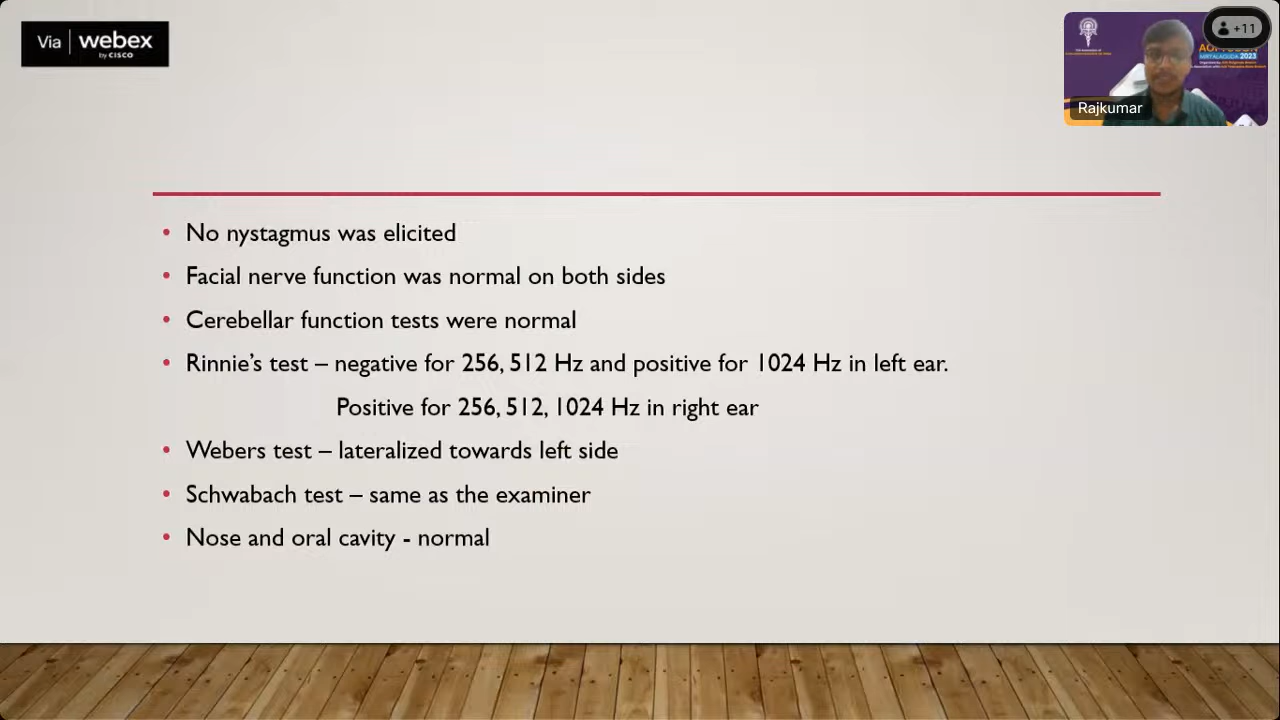 Via webex
by CISCO
+11
2023
Rajkumar
• No nystagmus was elicited
• Facial nerve function was normal on both sides
• Cerebellar function tests were normal
• Rinnie’s test – negative for 256, 512 Hz and positive for 1024 Hz in left ear.
Positive for 256, 512, 1024 Hz in right ear
• Webers test – lateralized towards left side
• Schwabach test – same as the examiner
• Nose and oral cavity - normal